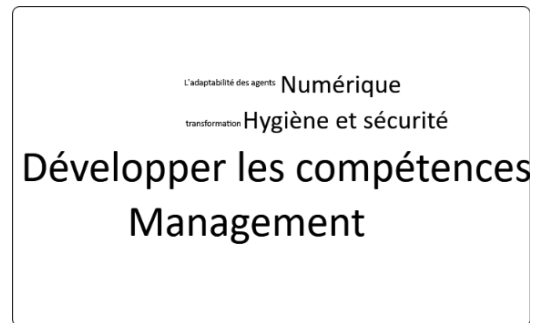 L'adaptabilité des agents Numérique
transformation Hygiène et sécurité
Développer les compétences
Management